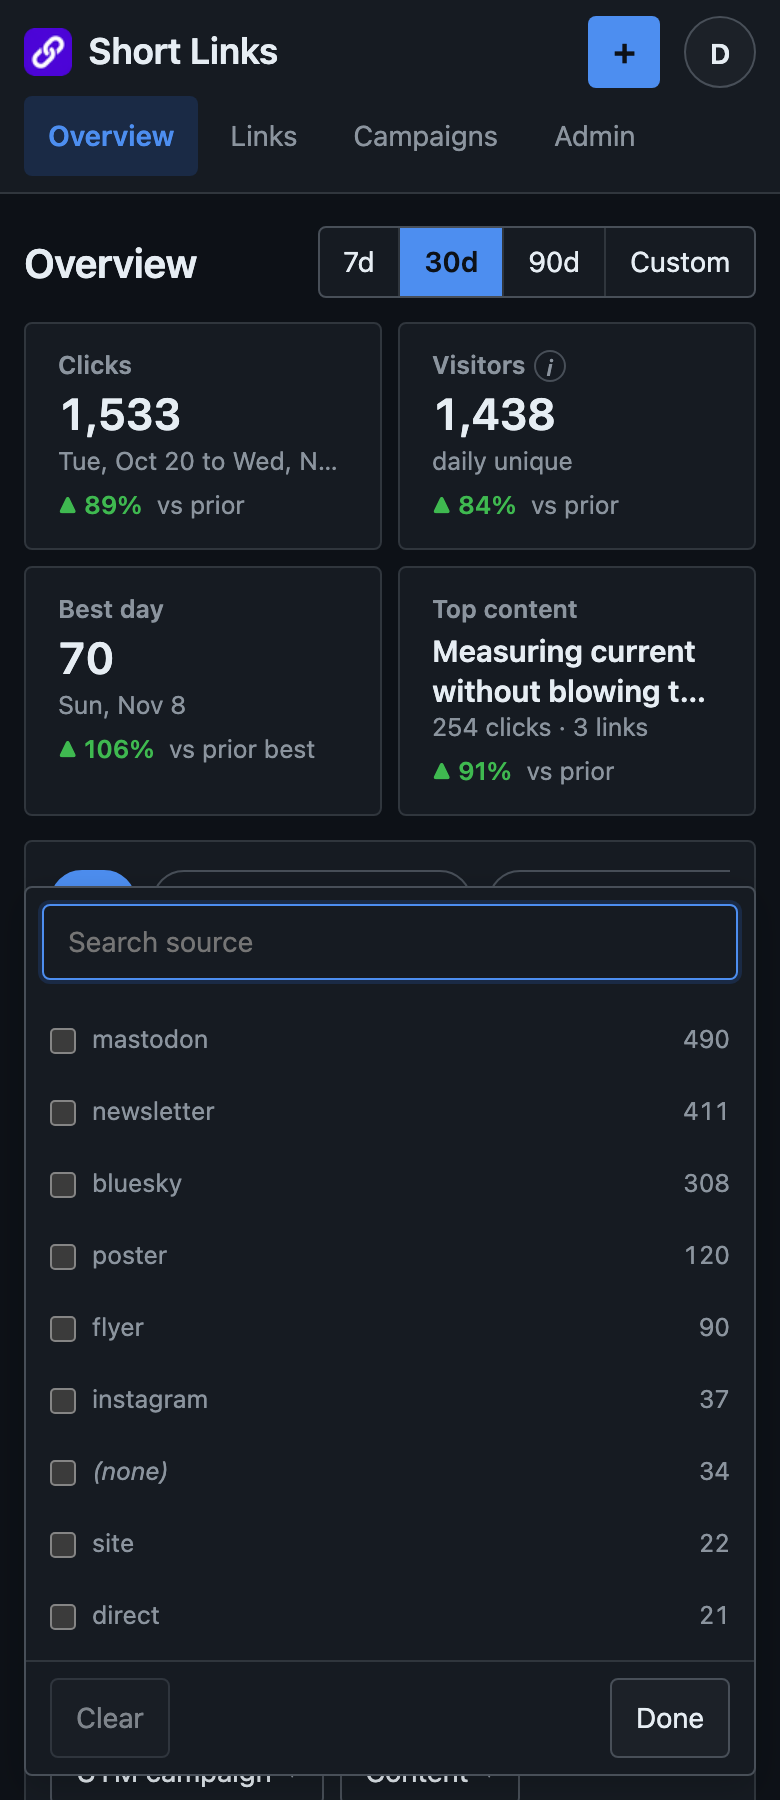 Short Links
+
D
Overview
Links
Campaigns
Admin
Overview
7d
30d
90d
Custom
Clicks
1,533
Tue, Oct 20 to Wed, N...
▲ 89% vs prior
Visitors i
1,438
daily unique
▲ 84% vs prior
Best day
70
Sun, Nov 8
▲ 106% vs prior best
Top content
Measuring current
without blowing t...
254 clicks · 3 links
▲ 91% vs prior
Search source
mastodon 490
newsletter 411
bluesky 308
poster 120
flyer 90
instagram 37
(none) 34
site 22
direct 21
Clear
Done
UTM campaign
Content